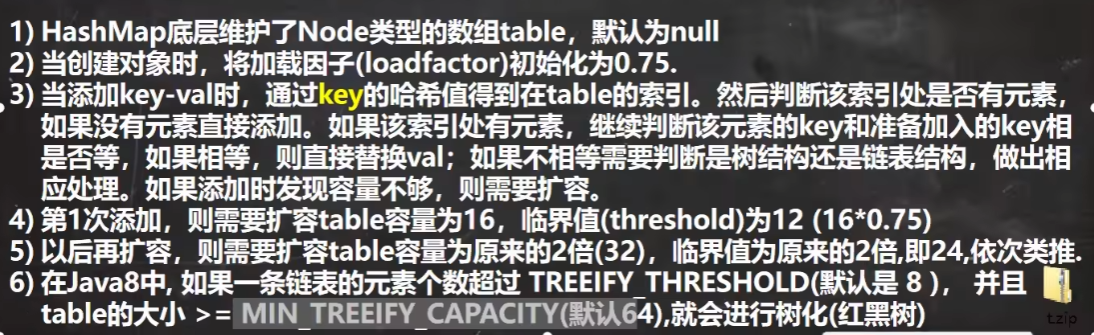 1) HashMap底层维护了Node类型的数组table，默认为null
2) 当创建对象时，将加载因子(loadfactor)初始化为0.75.
3) 当添加key-val时，通过key的哈希值得到在table的索引。然后判断该索引处是否有元素，
如果没有元素直接添加。如果该索引处有元素，继续判断该元素的key和准备加入的key相
是否等，如果相等，则直接替换val；如果不相等需要判断是树结构还是链表结构，做出相
应处理。如果添加时发现容量不够，则需要扩容。
4) 第1次添加，则需要扩容table容量为16，临界值(threshold)为12 (16*0.75)
5) 以后再扩容，则需要扩容table容量为原来的2倍(32)，临界值为原来的2倍,即24,依次类推.
6) 在Java8中, 如果一条链表的元素个数超过 TREEIFY_THRESHOLD(默认是 8 )， 并且
table的大小 >= MIN_TREEIFY_CAPACITY(默认64),就会进行树化(红黑树)
t.zip